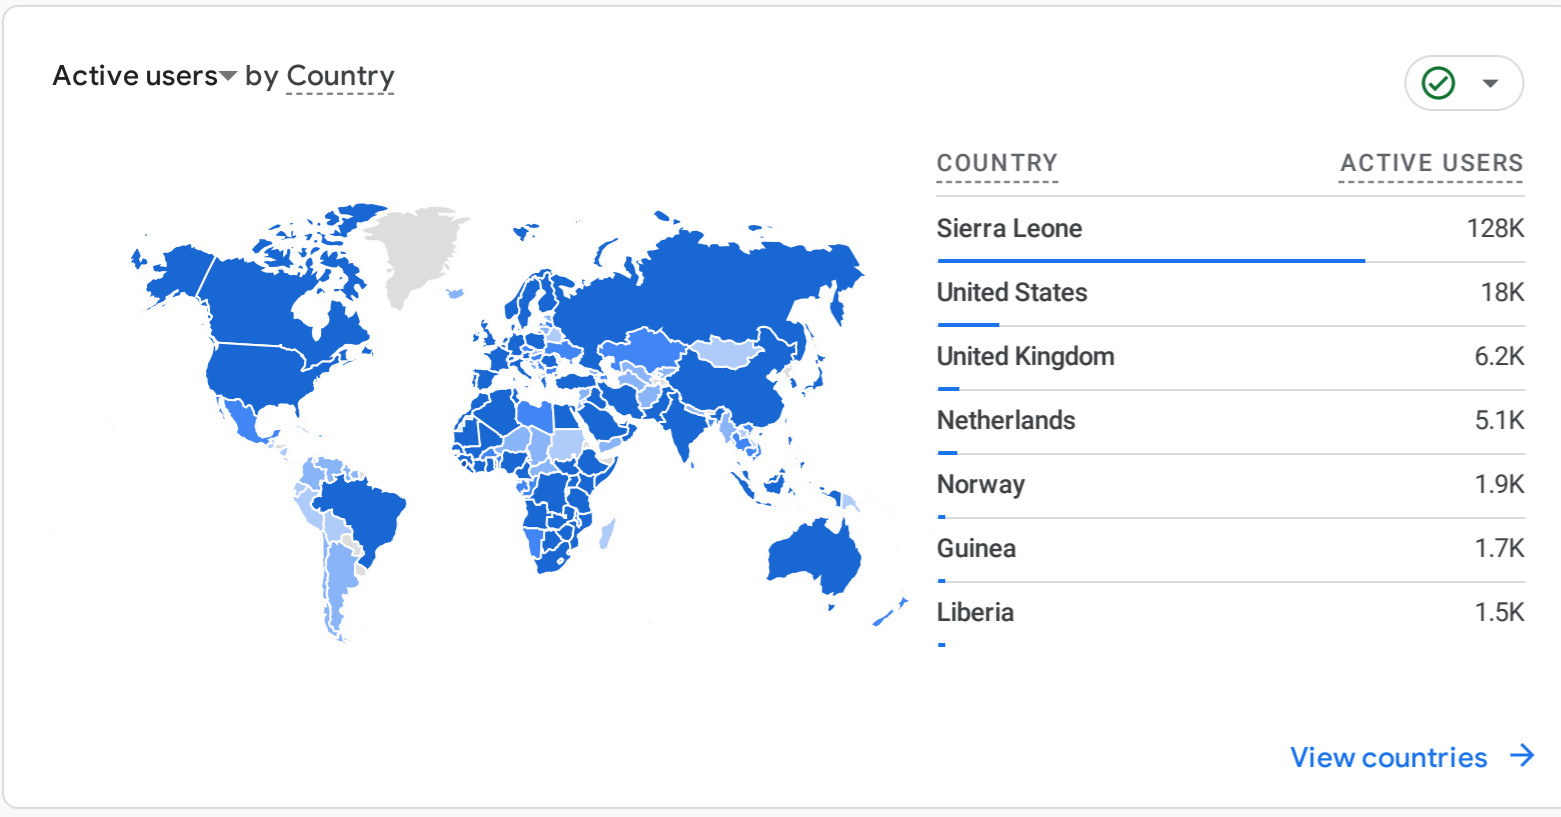 Active users by Country
COUNTRY ACTIVE USERS
Sierra Leone 128K
United States 18K
United Kingdom 6.2K
Netherlands 5.1K
Norway 1.9K
Guinea 1.7K
Liberia 1.5K
View countries